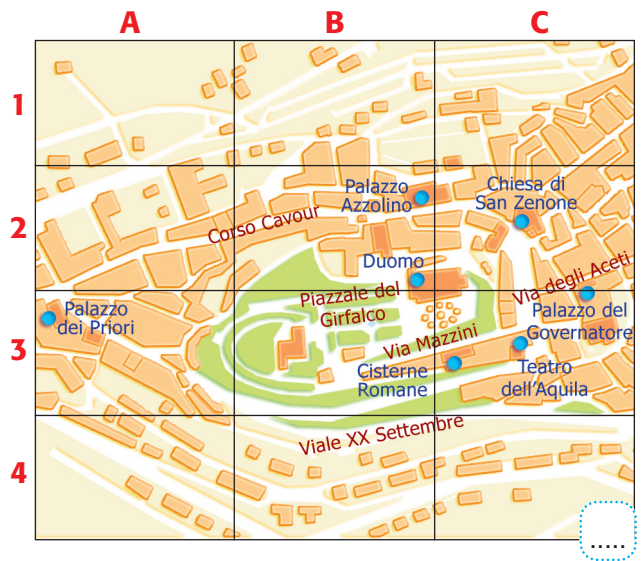 A
B
C
1
2
3
4
Palazzo
Azzolino
Chiesa di
San Zenone
Corso Cavour
Duomo
Via degli Aceti
Piazzale del
Girfalco
Palazzo
dei Priori
Palazzo del
Governatore
Via Mazzini
Cisterne
Romane
Teatro
dell'Aquila
Viale XX Settembre
.....